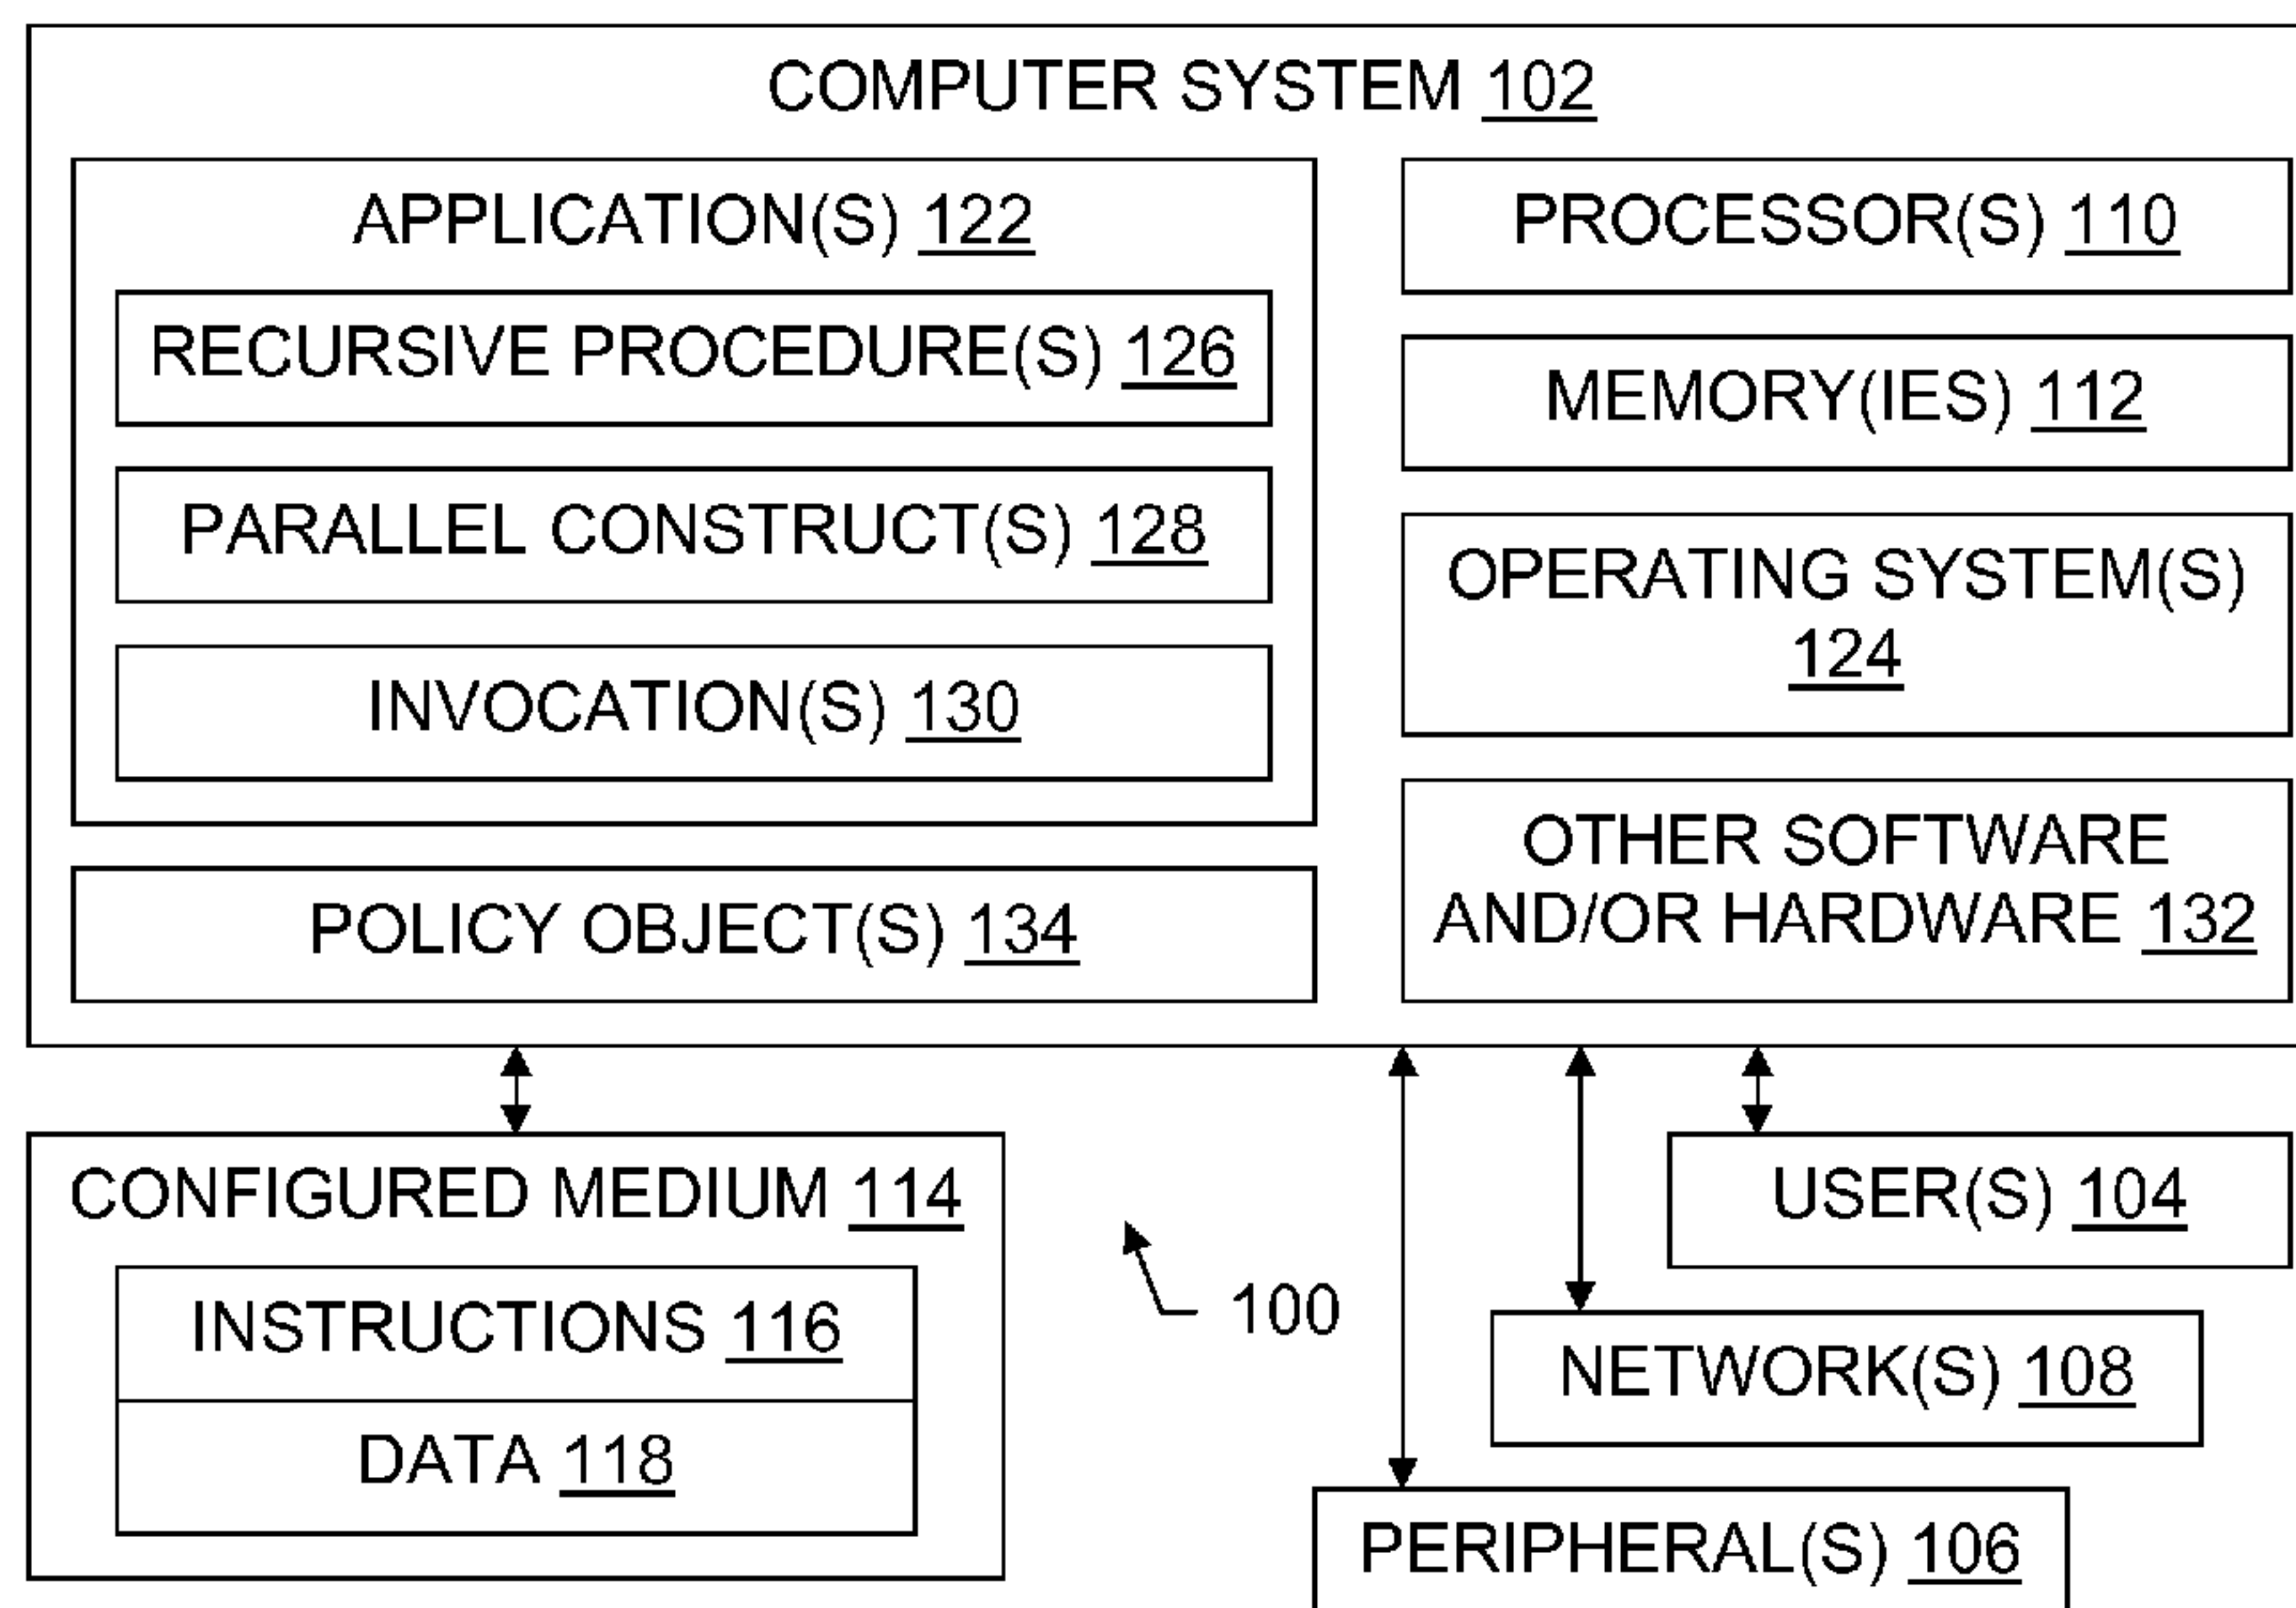 COMPUTER SYSTEM 102
APPLICATION(S) 122
RECURSIVE PROCEDURE(S) 126
PARALLEL CONSTRUCT(S) 128
INVOCATION(S) 130
POLICY OBJECT(S) 134
PROCESSOR(S) 110
MEMORY(IES) 112
OPERATING SYSTEM(S)
124
OTHER SOFTWARE
AND/OR HARDWARE 132
CONFIGURED MEDIUM 114
INSTRUCTIONS 116
DATA 118
100
USER(S) 104
NETWORK(S) 108
PERIPHERAL(S) 106